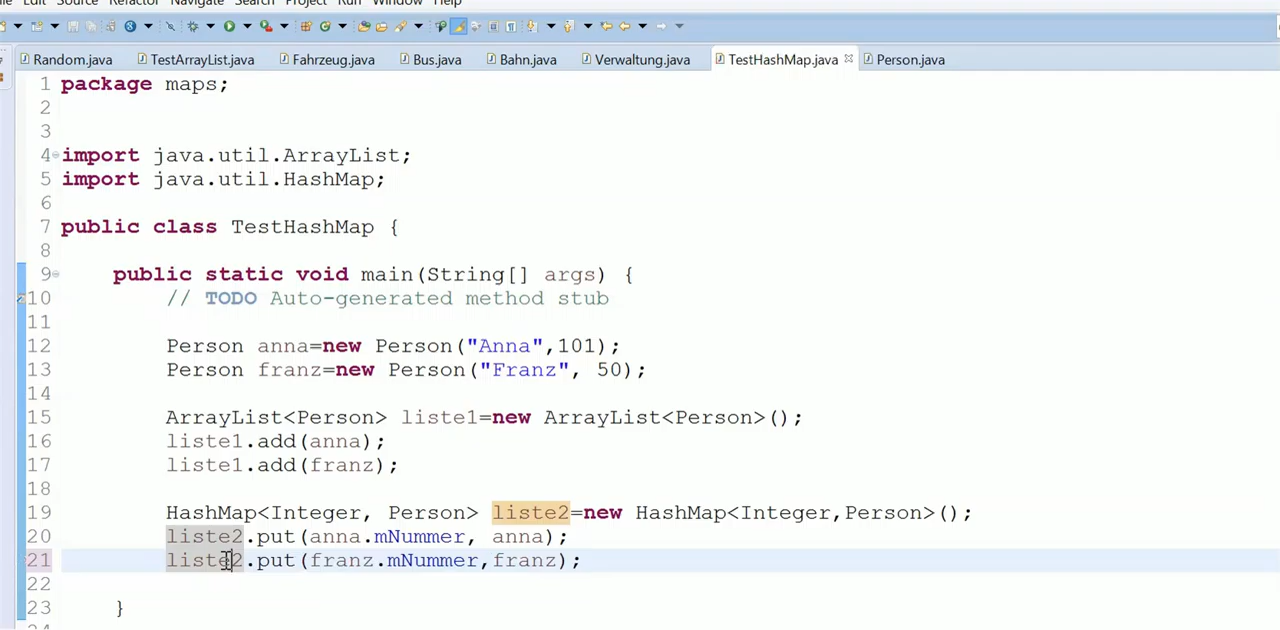 File Edit Source Refactor Navigate Search Project Run Window Help
Random.java TestArrayList.java Fahrzeug.java Bus.java Bahn.java Verwaltung.java TestHashMap.java Person.java
1 package maps;
2
3
4 import java.util.ArrayList;
5 import java.util.HashMap;
6
7 public class TestHashMap {
8
9 public static void main(String[] args) {
10 // TODO Auto-generated method stub
11
12 Person anna=new Person("Anna",101);
13 Person franz=new Person("Franz", 50);
14
15 ArrayList<Person> liste1=new ArrayList<Person>();
16 liste1.add(anna);
17 liste1.add(franz);
18
19 HashMap<Integer, Person> liste2=new HashMap<Integer,Person>();
20 liste2.put(anna.mNummer, anna);
21 liste2.put(franz.mNummer,franz);
22
23 }
24